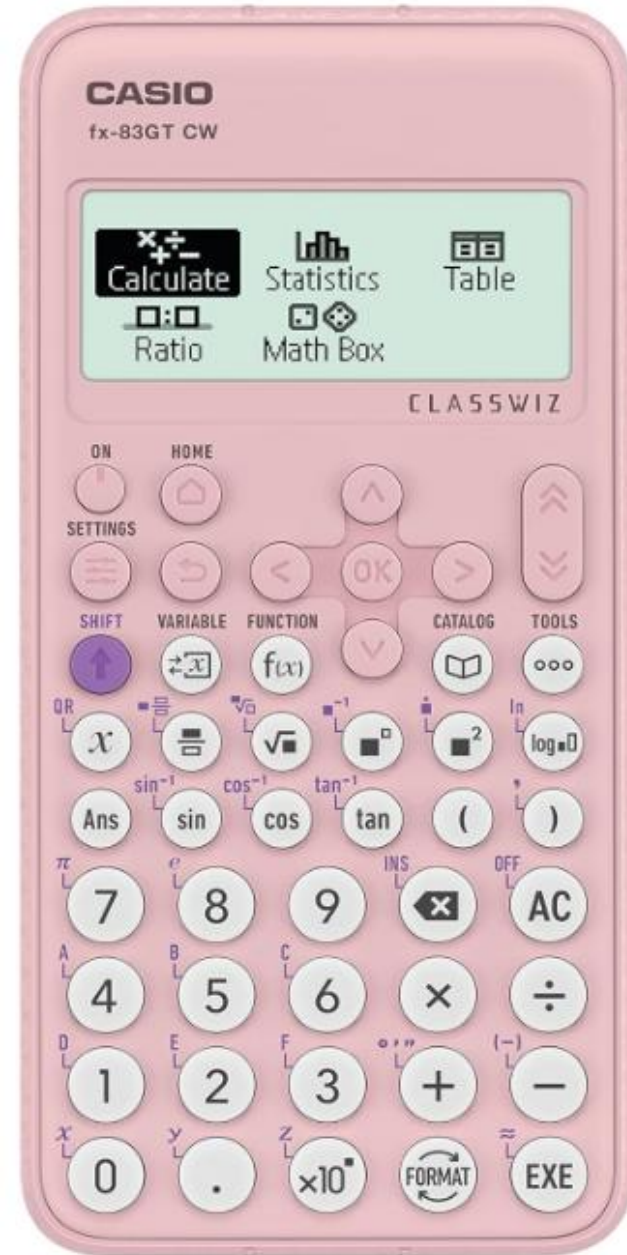 CASIO
fx-83GT CW
Calculate Statistics Table
Ratio Math Box
CLASSWIZ
ON HOME
SETTINGS
OK
SHIFT VARIABLE FUNCTION CATALOG TOOLS
x f(x)
QR √ ■⁻¹ ln
x √■ ■² log■
sin⁻¹ cos⁻¹ tan⁻¹ ,
Ans sin cos tan ( )
π e INS OFF
7 8 9 AC
A B C
4 5 6 × ÷
D E F ° ′ ″ (−)
1 2 3 + −
x y z ≈
0 . ×10■ FORMAT EXE